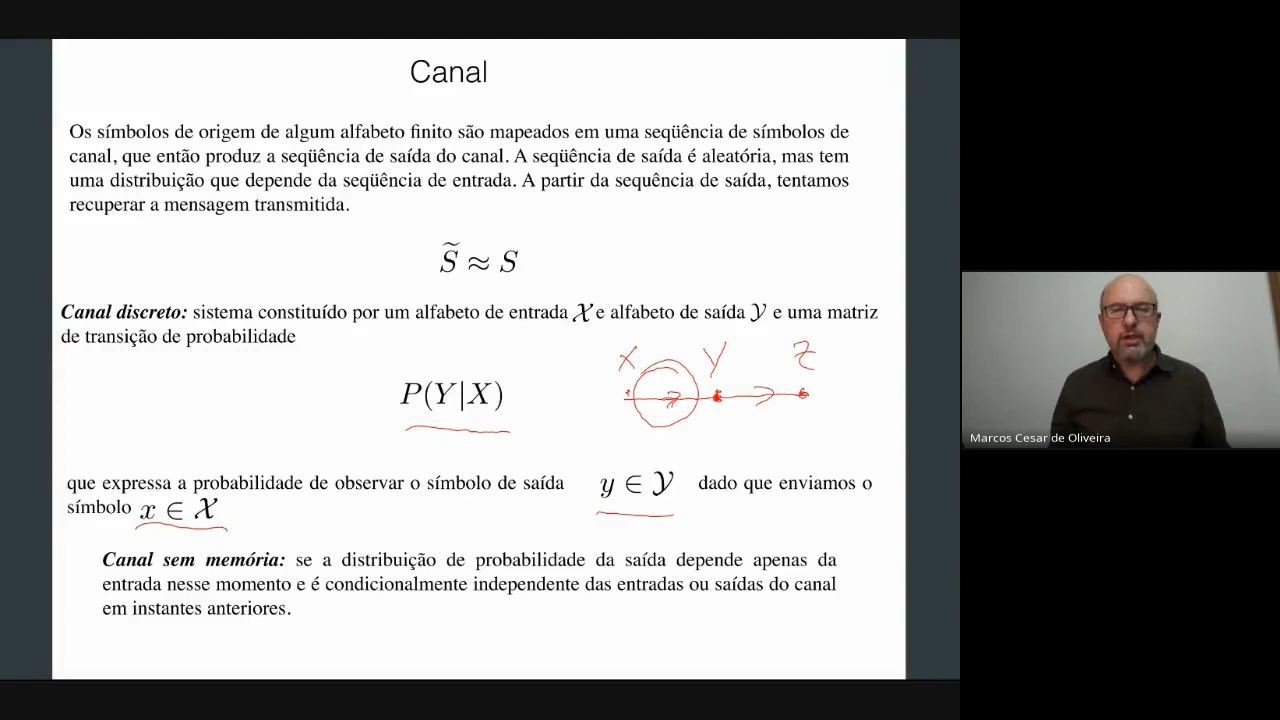 Canal
Os símbolos de origem de algum alfabeto finito são mapeados em uma seqüência de símbolos de
canal, que então produz a seqüência de saída do canal. A seqüência de saída é aleatória, mas tem
uma distribuição que depende da seqüência de entrada. A partir da sequência de saída, tentamos
recuperar a mensagem transmitida.
S̃ ≈ S
Canal discreto: sistema constituído por um alfabeto de entrada 𝒳 e alfabeto de saída 𝒴 e uma matriz
de transição de probabilidade
X Y Z
P(Y|X)
que expressa a probabilidade de observar o símbolo de saída y ∈ 𝒴 dado que enviamos o
símbolo x ∈ 𝒳
Canal sem memória: se a distribuição de probabilidade da saída depende apenas da
entrada nesse momento e é condicionalmente independente das entradas ou saídas do canal
em instantes anteriores.
Marcos Cesar de Oliveira